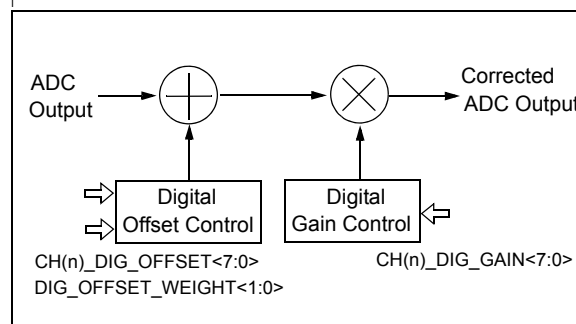 ADC
Output
Corrected
ADC Output
Digital
Offset Control
Digital
Gain Control
CH(n)_DIG_OFFSET<7:0>
DIG_OFFSET_WEIGHT<1:0>
CH(n)_DIG_GAIN<7:0>